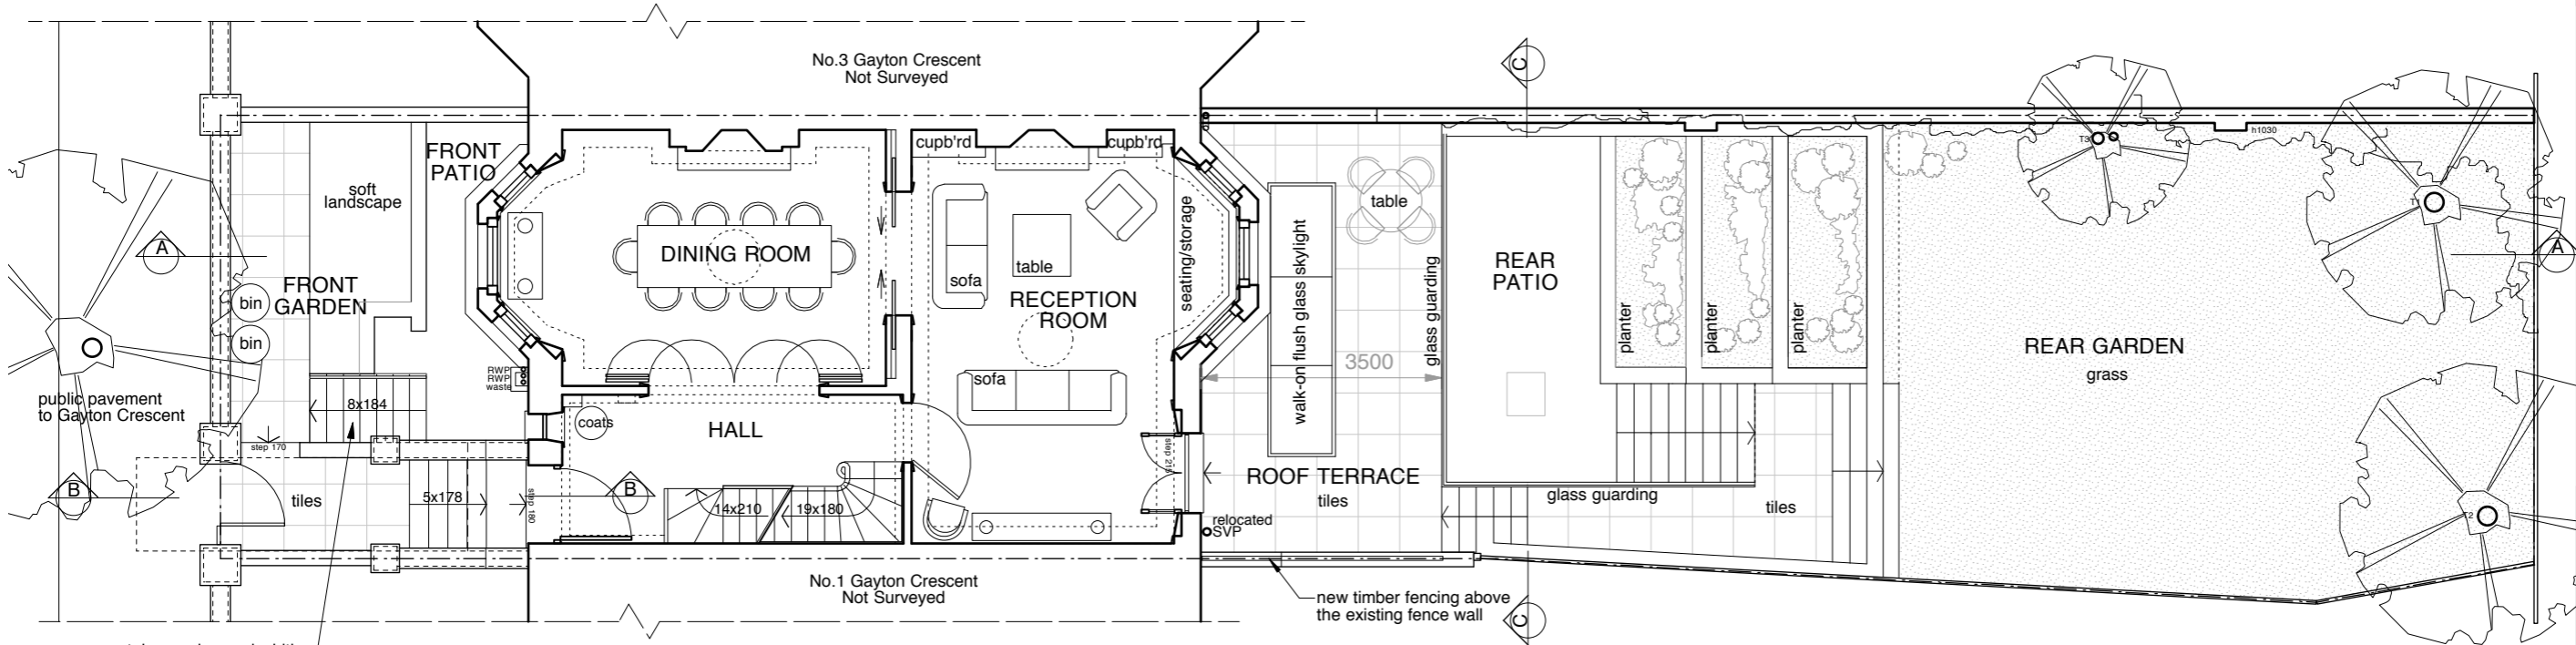 No.3 Gayton Crescent
Not Surveyed
C
FRONT
PATIO
soft
landscape
A
FRONT
GARDEN
bin
bin
public pavement
to Gayton Crescent
B
RWP
RWP
waste
8x184
step 170
tiles
5x178
step 180
DINING ROOM
HALL
coats
B
14x210
19x180
cupb'rd
cupb'rd
sofa
table
RECEPTION
ROOM
sofa
seating/storage
step 215
walk-on flush glass skylight
table
3500
glass guarding
ROOF TERRACE
tiles
relocated
SVP
REAR
PATIO
planter
planter
planter
glass guarding
tiles
REAR GARDEN
grass
T3
h1030
T1
A
T2
No.1 Gayton Crescent
Not Surveyed
new timber fencing above
the existing fence wall
C